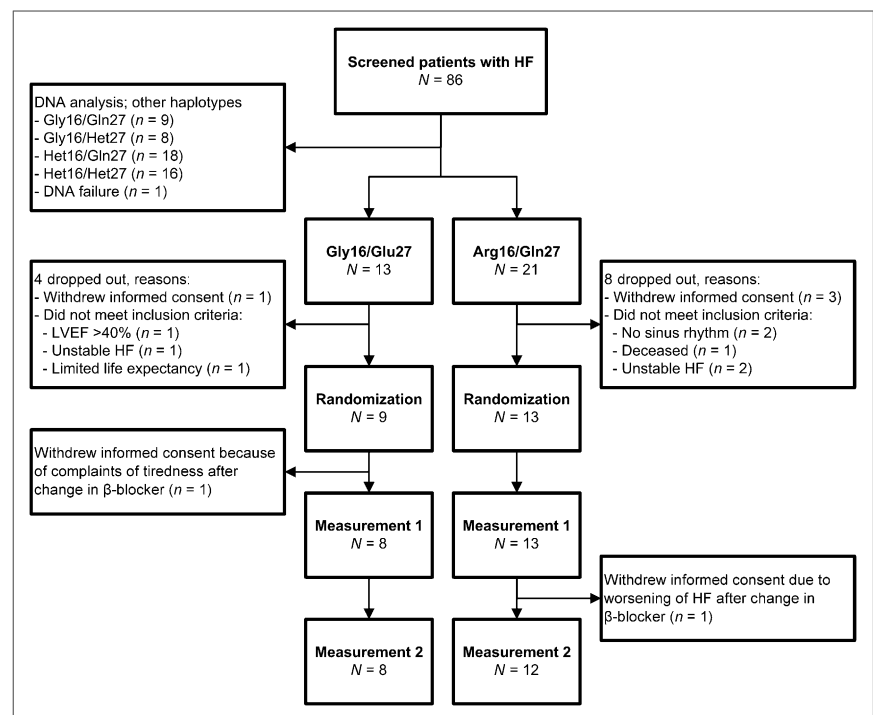 Screened patients with HF
N = 86
DNA analysis; other haplotypes
- Gly16/Gln27 (n = 9)
- Gly16/Het27 (n = 8)
- Het16/Gln27 (n = 18)
- Het16/Het27 (n = 16)
- DNA failure (n = 1)
Gly16/Glu27
N = 13
Arg16/Gln27
N = 21
4 dropped out, reasons:
- Withdrew informed consent (n = 1)
- Did not meet inclusion criteria:
- LVEF >40% (n = 1)
- Unstable HF (n = 1)
- Limited life expectancy (n = 1)
8 dropped out, reasons:
- Withdrew informed consent (n = 3)
- Did not meet inclusion criteria:
- No sinus rhythm (n = 2)
- Deceased (n = 1)
- Unstable HF (n = 2)
Randomization
N = 9
Randomization
N = 13
Withdrew informed consent because
of complaints of tiredness after
change in β-blocker (n = 1)
Measurement 1
N = 8
Measurement 1
N = 13
Withdrew informed consent due to
worsening of HF after change in
β-blocker (n = 1)
Measurement 2
N = 8
Measurement 2
N = 12